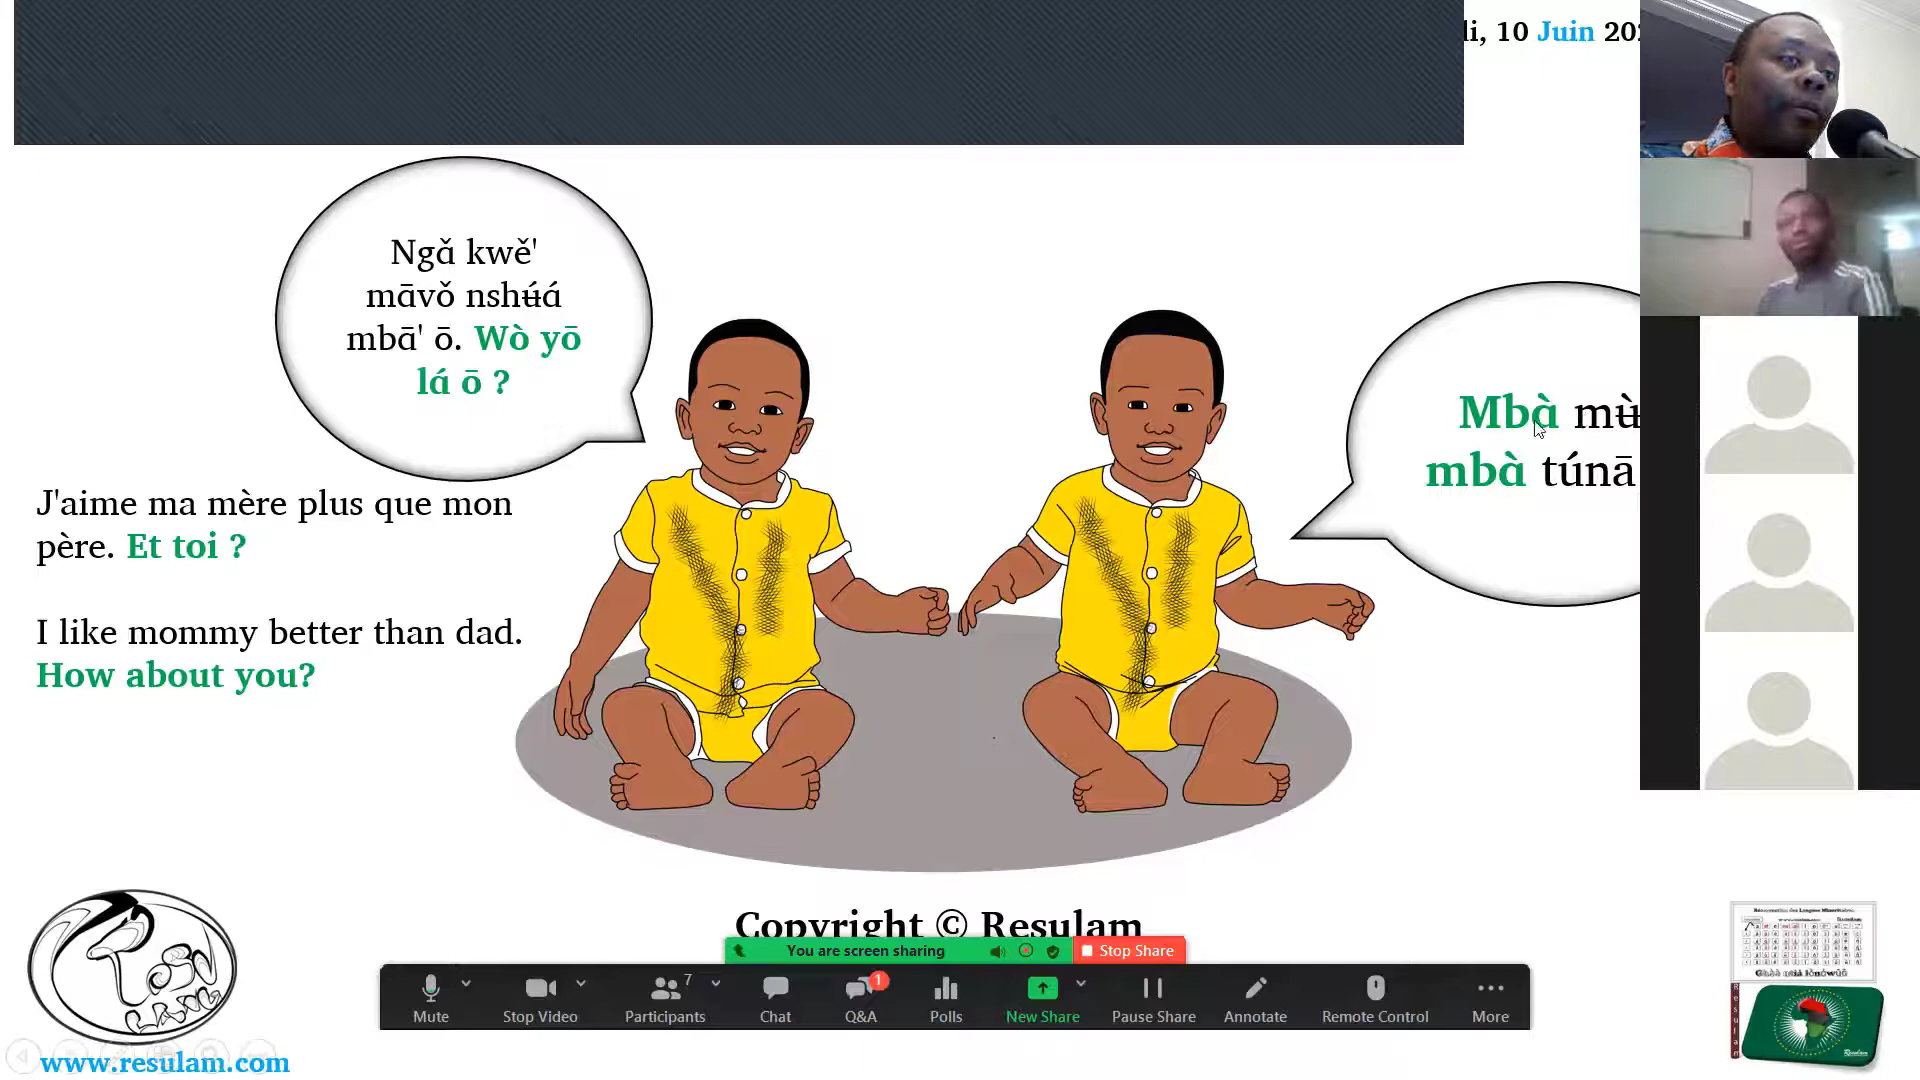 di, 10 Juin 202
Ngǎ kwě'
māvǒ nshʉ́á
mbā' ō. Wò yō
lá ō ?
Mbà mʉ̀
mbà túnā
J'aime ma mère plus que mon
père. Et toi ?
I like mommy better than dad.
How about you?
Copyright © Resulam
You are screen sharing
Stop Share
Mute
Stop Video
Participants
7
Chat
Q&A
1
Polls
New Share
Pause Share
Annotate
Remote Control
More
www.resulam.com